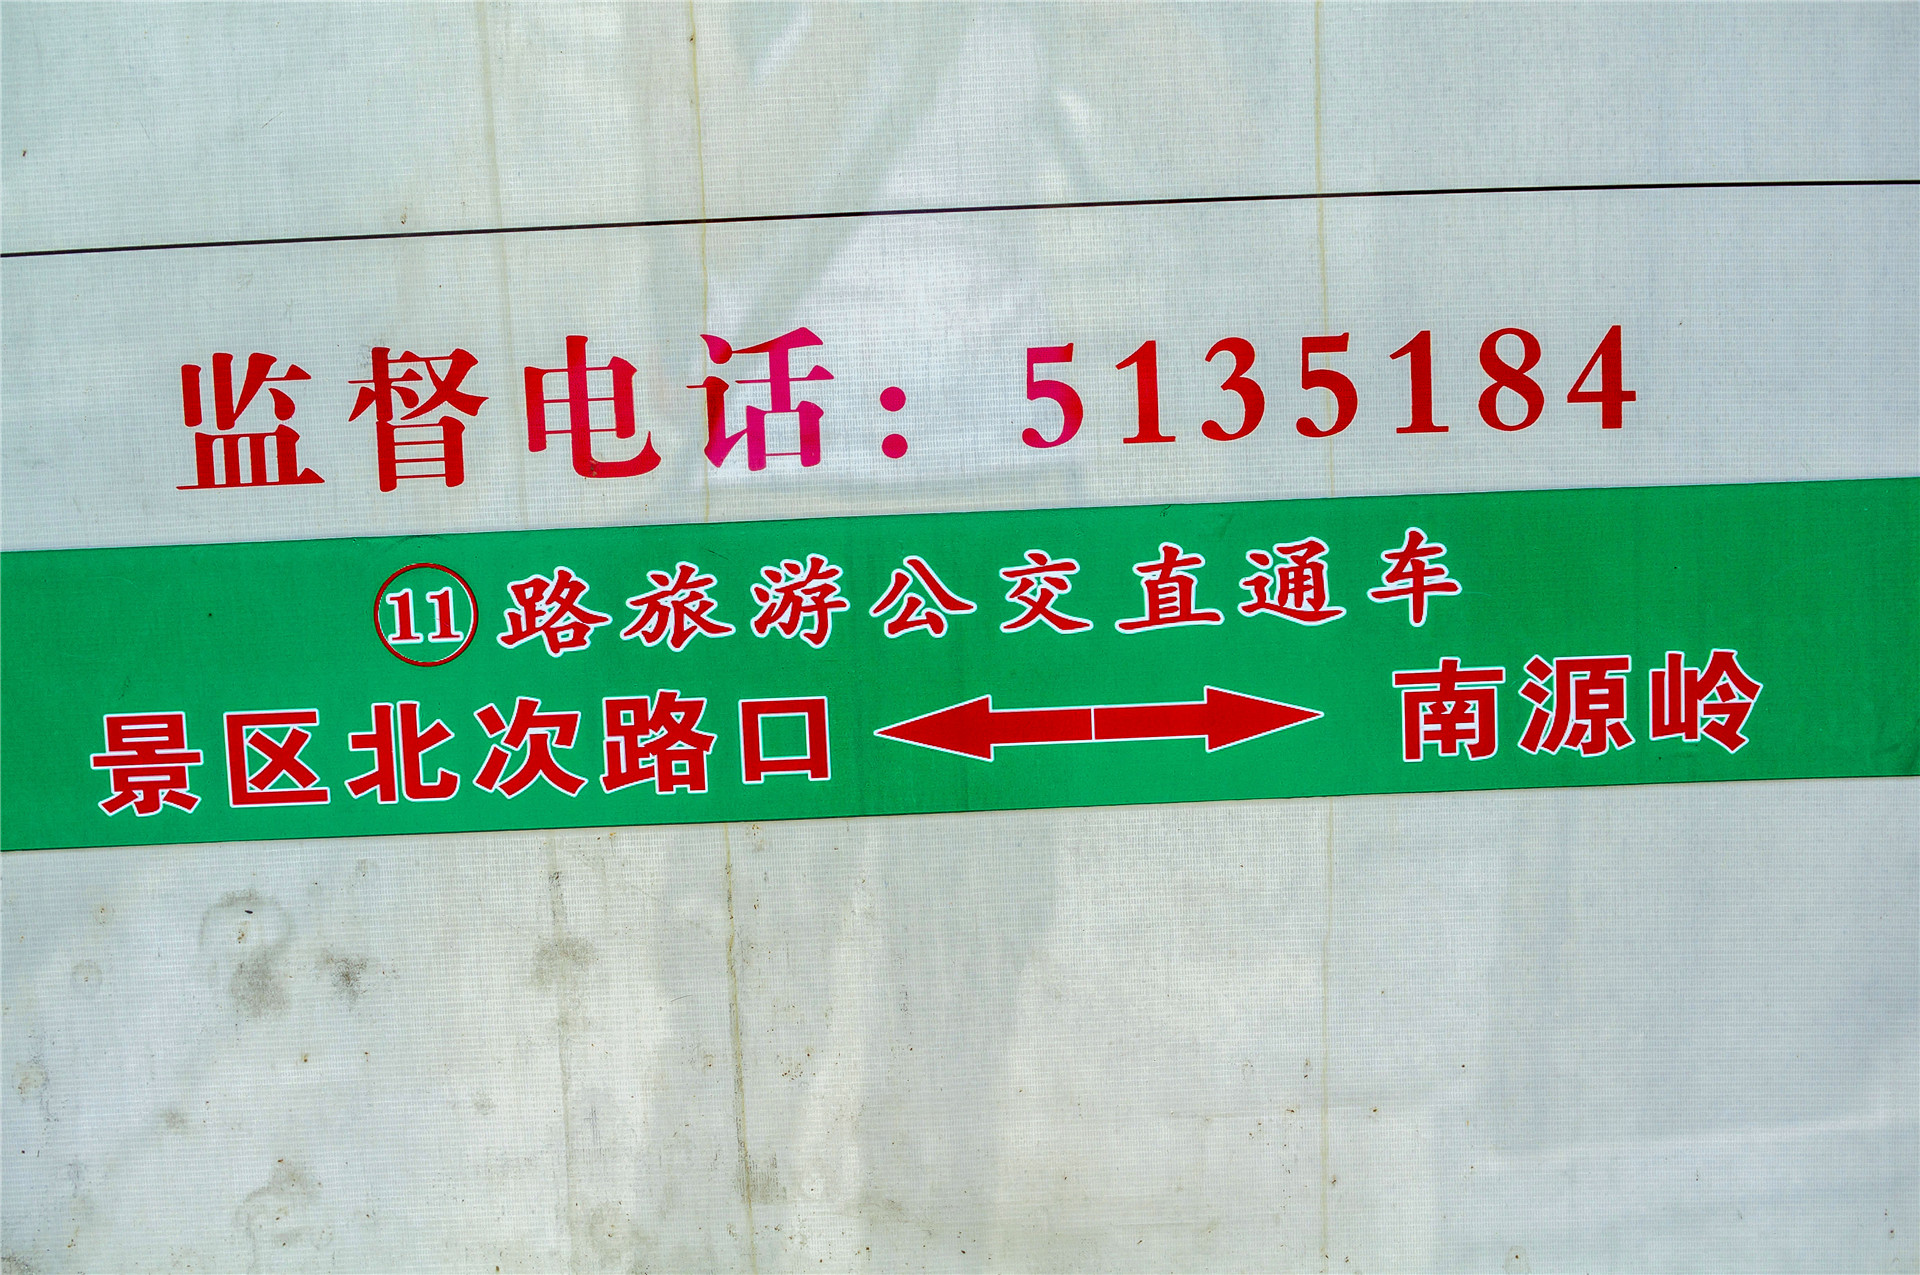 监督电话：5135184
⑪路旅游公交直通车
景区北次路口 ⟷ 南源岭